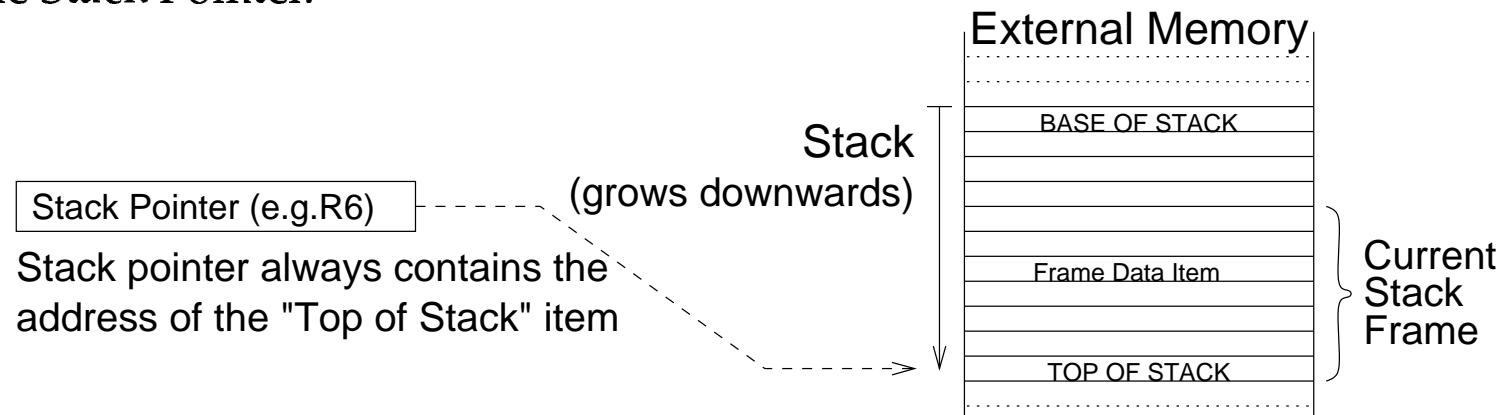 External Memory
BASE OF STACK
Stack
(grows downwards)
Stack Pointer (e.g.R6)
Stack pointer always contains the
address of the "Top of Stack" item
Frame Data Item
Current
Stack
Frame
TOP OF STACK